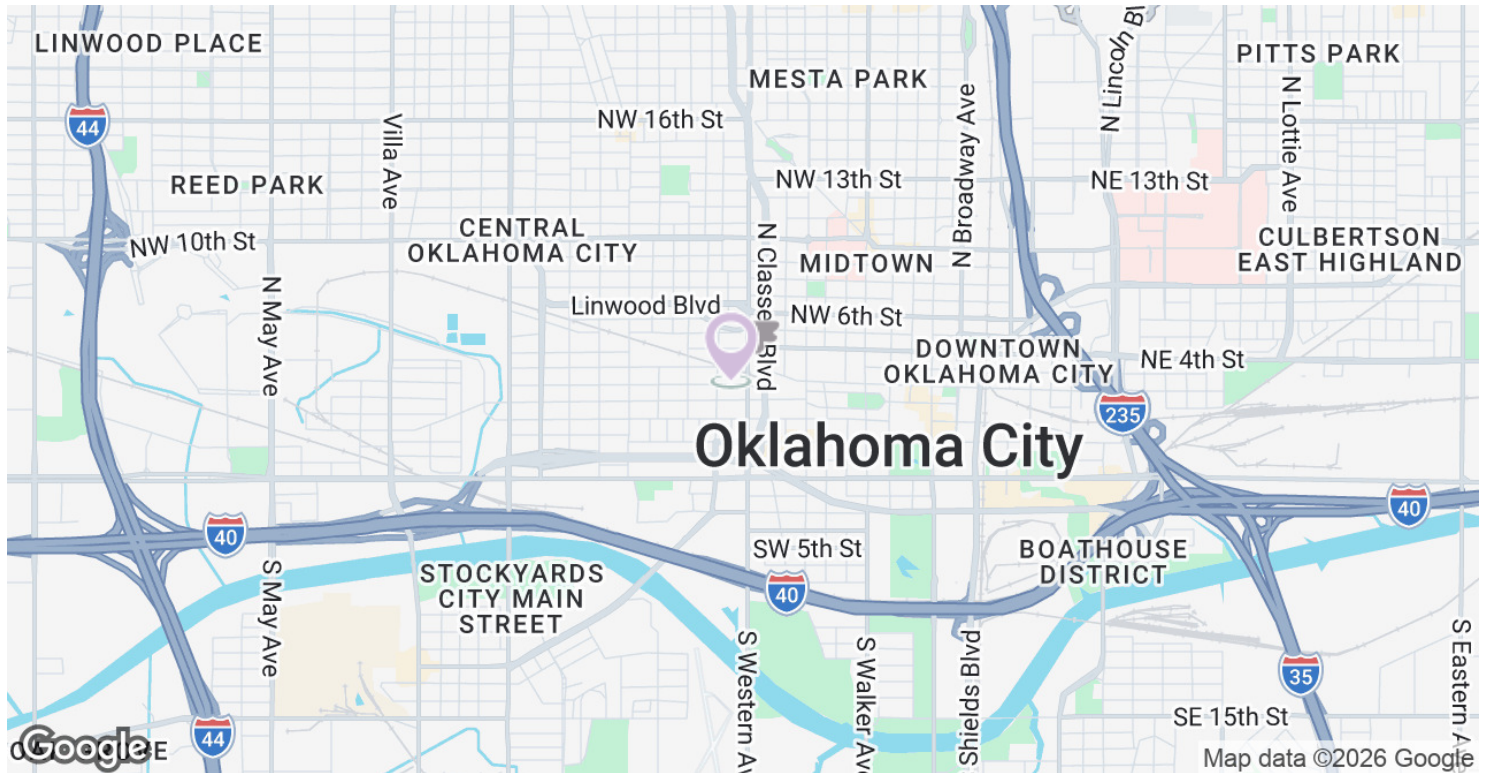 LINWOOD PLACE
PITTS PARK
MESTA PARK
N Lincoln Bl
44
NW 16th St
Villa Ave
N Broadway Ave
N Lottie Ave
REED PARK
NW 13th St
NE 13th St
CENTRAL
OKLAHOMA CITY
NW 10th St
N Classe
Blvd
MIDTOWN
CULBERTSON
EAST HIGHLAND
N May Ave
Linwood Blvd
NW 6th St
DOWNTOWN
OKLAHOMA CITY
NE 4th St
235
Oklahoma City
40
40
SW 5th St
BOATHOUSE
DISTRICT
STOCKYARDS
CITY MAIN
STREET
40
S May Ave
S Western Av
S Walker Ave
Shields Blvd
S Eastern A
35
SE 15th St
44
Google
Map data ©2026 Google